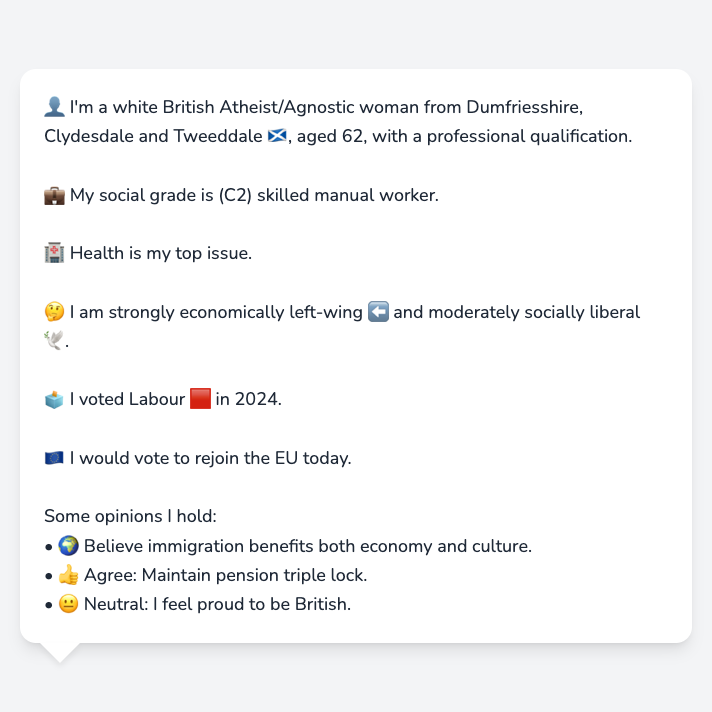 👤 I'm a white British Atheist/Agnostic woman from Dumfriesshire,
Clydesdale and Tweeddale 🏴󠁧󠁢󠁳󠁣󠁴󠁿, aged 62, with a professional qualification.
💼 My social grade is (C2) skilled manual worker.
🏥 Health is my top issue.
🤔 I am strongly economically left-wing ⬅️ and moderately socially liberal
🕊️.
🗳️ I voted Labour 🟥 in 2024.
🇪🇺 I would vote to rejoin the EU today.
Some opinions I hold:
• 🌍 Believe immigration benefits both economy and culture.
• 👍 Agree: Maintain pension triple lock.
• 😐 Neutral: I feel proud to be British.